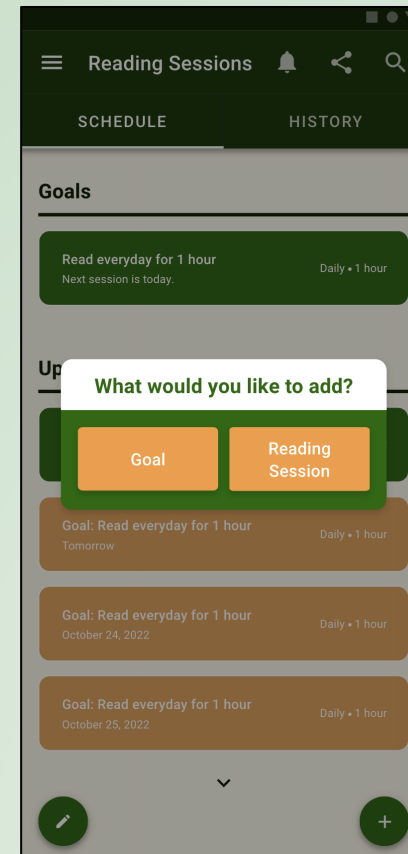 Reading Sessions
SCHEDULE
HISTORY
Goals
Read everyday for 1 hour
Daily • 1 hour
Next session is today.
Up
What would you like to add?
Goal
Reading
Session
Goal: Read everyday for 1 hour
Daily • 1 hour
Tomorrow
Goal: Read everyday for 1 hour
Daily • 1 hour
October 24, 2022
Goal: Read everyday for 1 hour
Daily • 1 hour
October 25, 2022